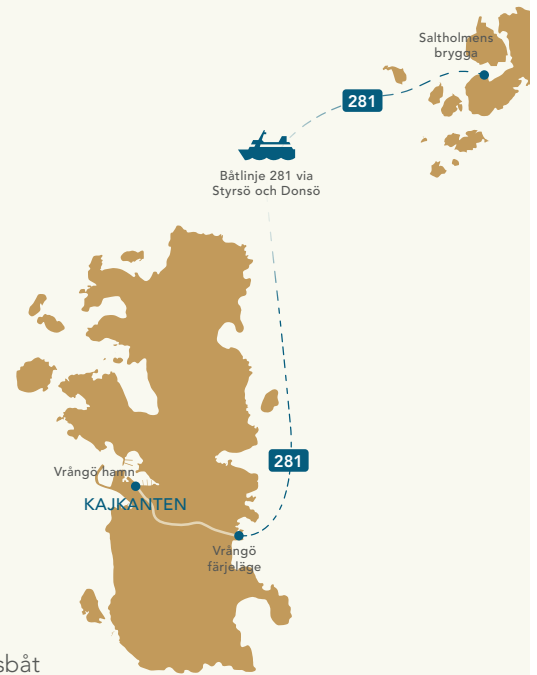 Saltholmens
brygga
281
Båtlinje 281 via
Styrsö och Donsö
281
Vrångö hamn
KAJKANTEN
Vrångö
färjeläge
sbåt